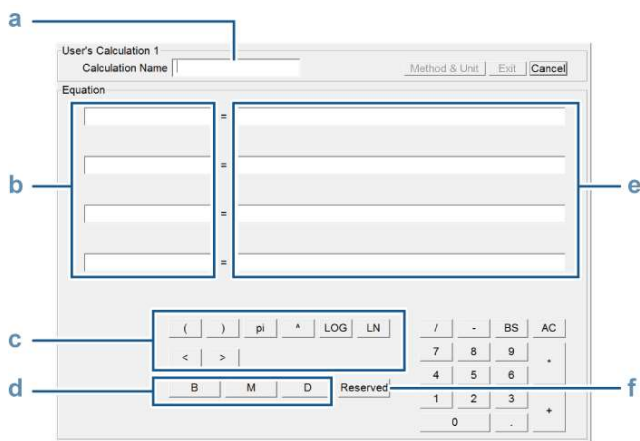 a
User's Calculation 1
Calculation Name
Method & Unit Exit Cancel
Equation
=
b = e
=
=
c
( ) pi ^ LOG LN / - BS AC
< > 7 8 9 *
4 5 6
d B M D Reserved f
1 2 3 +
0 .